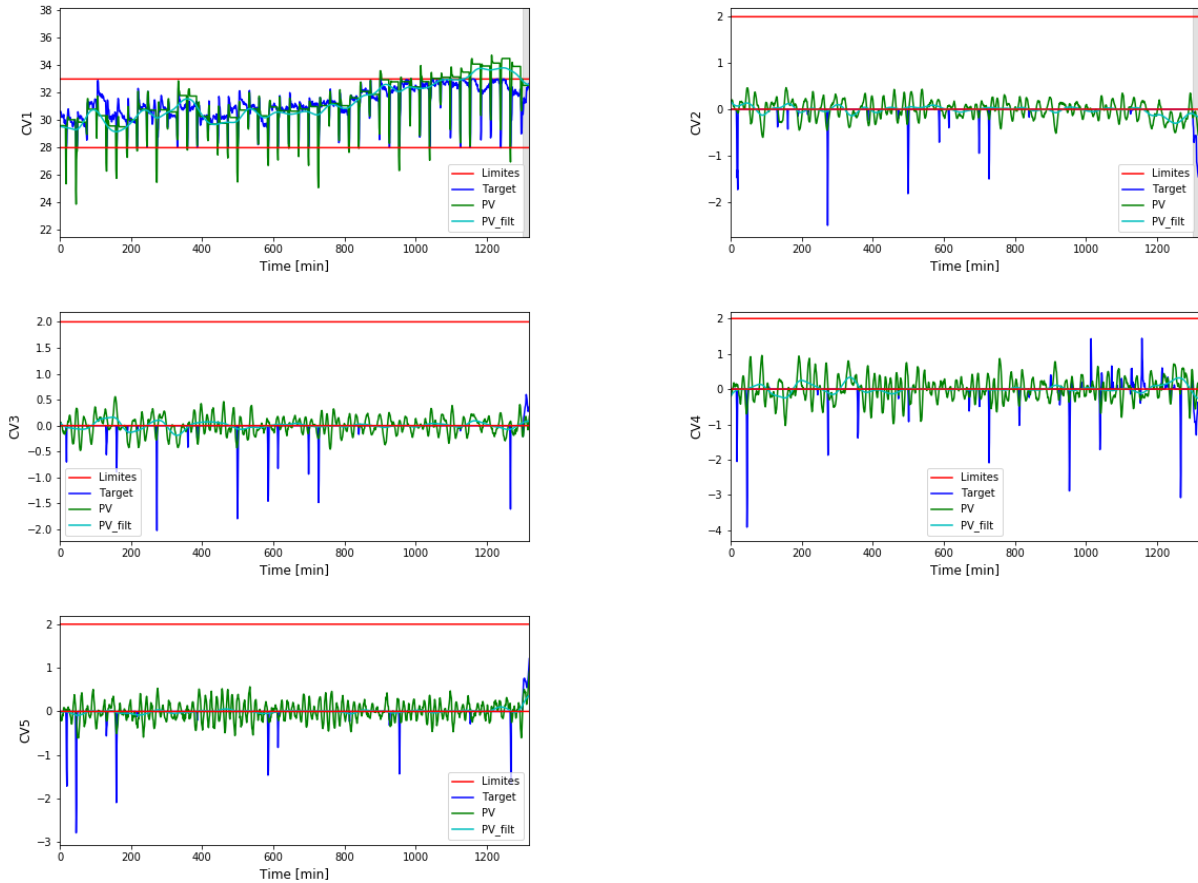 38
36
34
32
30
28
26
24
22
CV1
Limites
Target
PV
PV_filt
0 200 400 600 800 1000 1200
Time [min]
2
1
0
−1
−2
CV2
Limites
Target
PV
PV_filt
0 200 400 600 800 1000 1200
Time [min]
2.0
1.5
1.0
0.5
0.0
−0.5
−1.0
−1.5
−2.0
CV3
Limites
Target
PV
PV_filt
0 200 400 600 800 1000 1200
Time [min]
2
1
0
−1
−2
−3
−4
CV4
Limites
Target
PV
PV_filt
0 200 400 600 800 1000 1200
Time [min]
2
1
0
−1
−2
−3
CV5
Limites
Target
PV
PV_filt
0 200 400 600 800 1000 1200
Time [min]